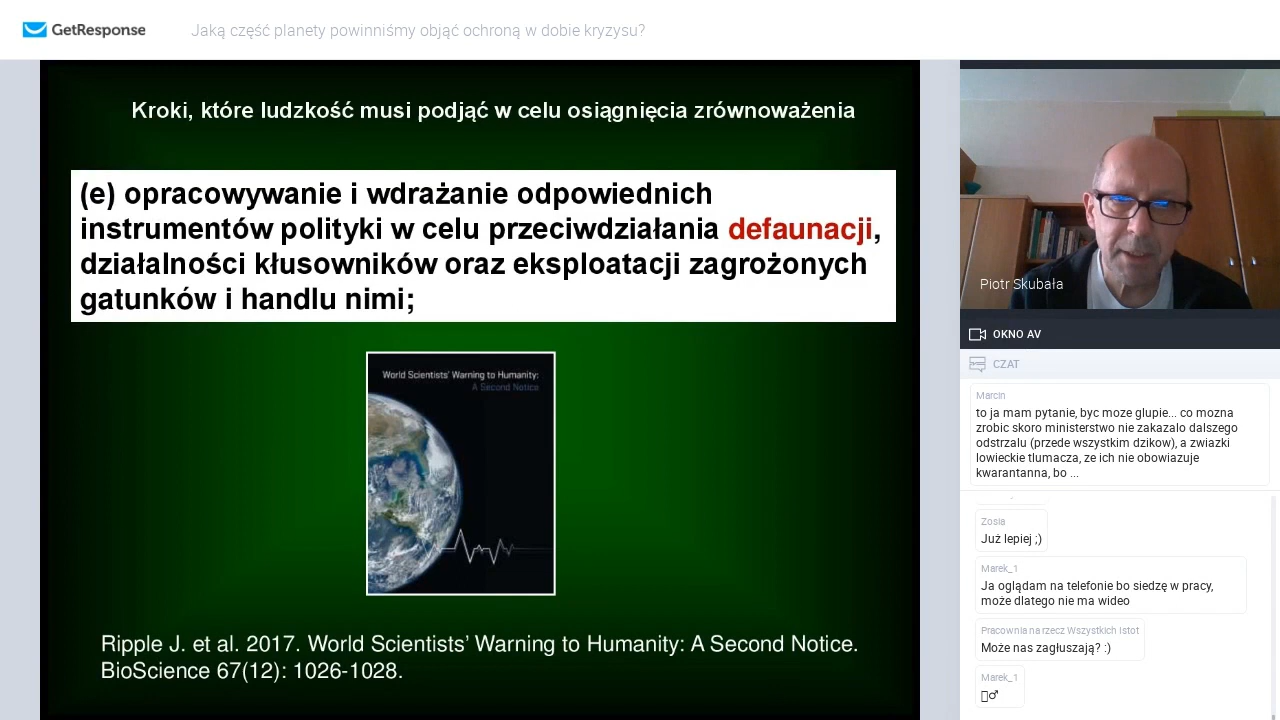 GetResponse
Jaką część planety powinniśmy objąć ochroną w dobie kryzysu?
Kroki, które ludzkość musi podjąć w celu osiągnięcia zrównoważenia
(e) opracowywanie i wdrażanie odpowiednich
instrumentów polityki w celu przeciwdziałania defaunacji,
działalności kłusowników oraz eksploatacji zagrożonych
gatunków i handlu nimi;
World Scientists' Warning to Humanity:
A Second Notice
Ripple J. et al. 2017. World Scientists' Warning to Humanity: A Second Notice.
BioScience 67(12): 1026-1028.
Piotr Skubała
OKNO AV
CZAT
Marcin
to ja mam pytanie, byc moze glupie... co mozna
zrobic skoro ministerstwo nie zakazalo dalszego
odstrzalu (przede wszystkim dzikow), a zwiazki
lowieckie tlumacza, ze ich nie obowiazuje
kwarantanna, bo ...
Zosia
Już lepiej ;)
Marek_1
Ja oglądam na telefonie bo siedzę w pracy,
może dlatego nie ma wideo
Pracownia na rzecz Wszystkich Istot
Może nas zagłuszają? :)
Marek_1
♂